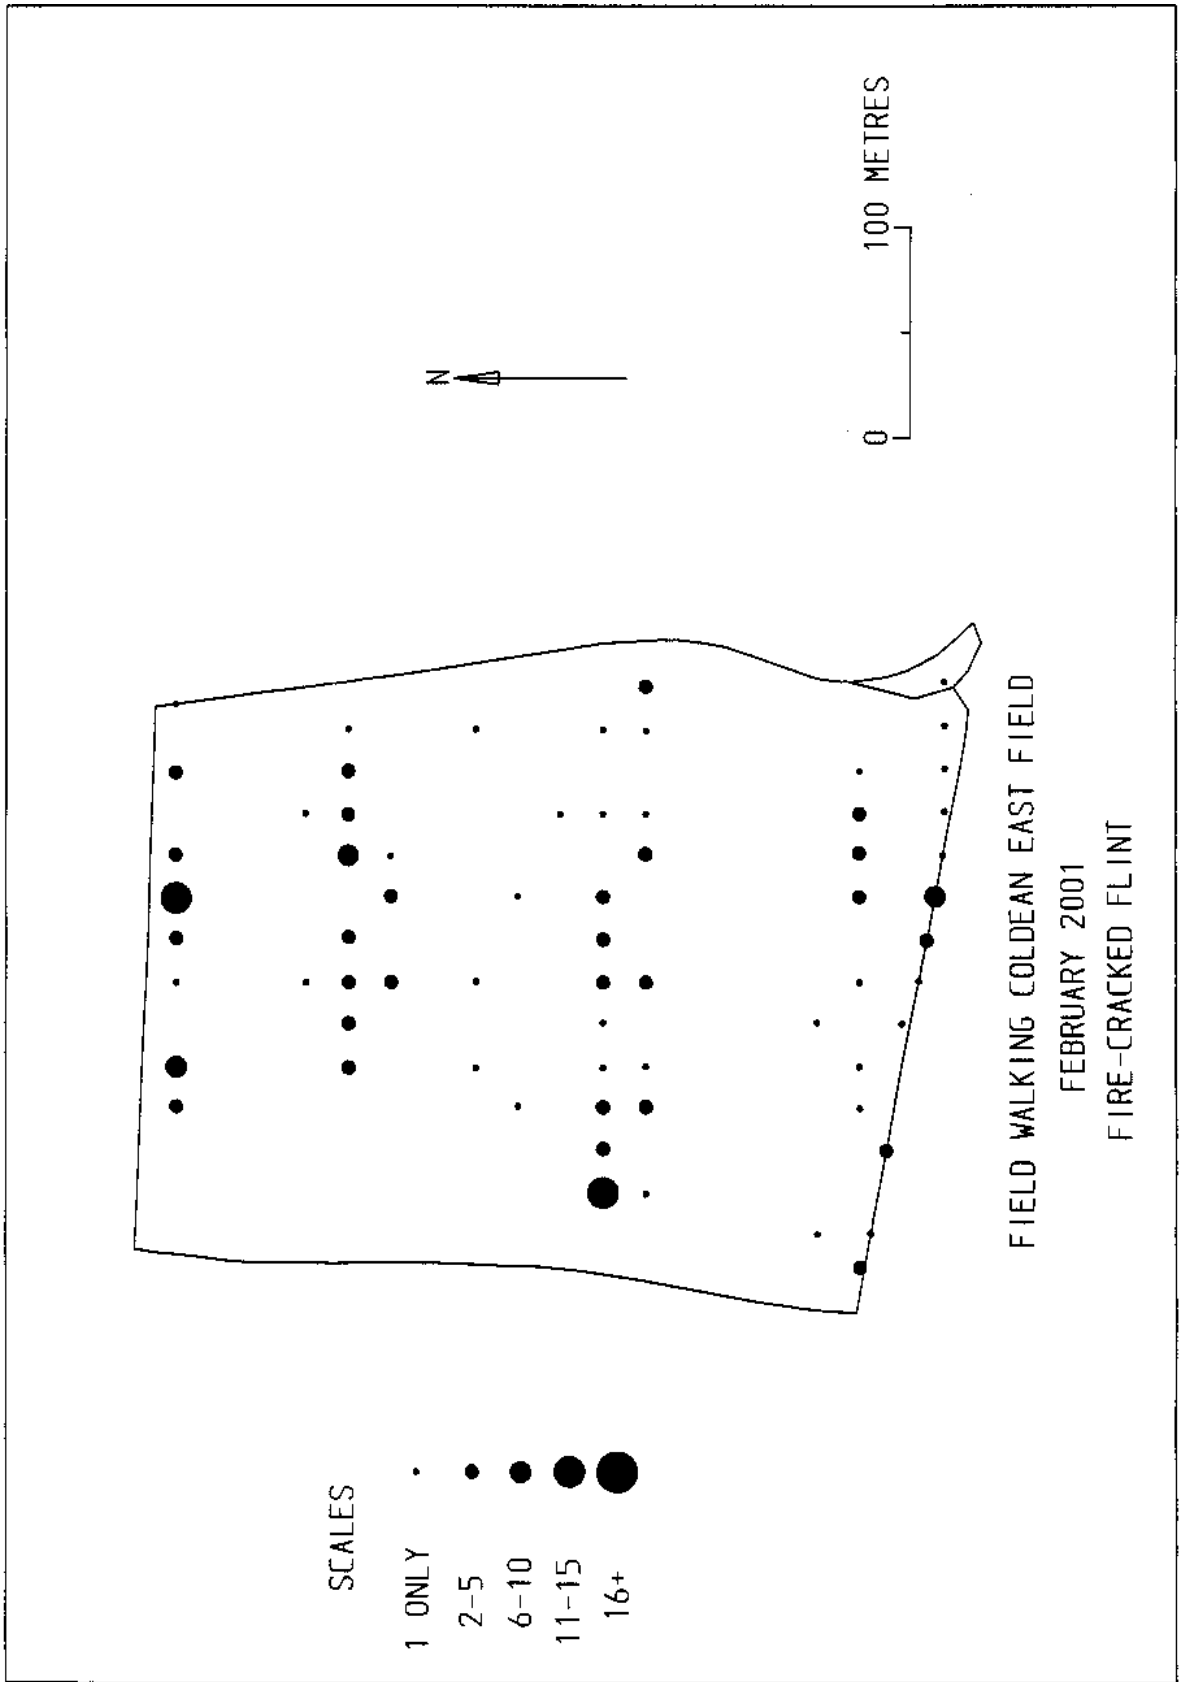 SCALES
1 ONLY
2-5
6-10
11-15
16+
N
0 100 METRES
FIELD WALKING COLDEAN EAST FIELD
FEBRUARY 2001
FIRE-CRACKED FLINT